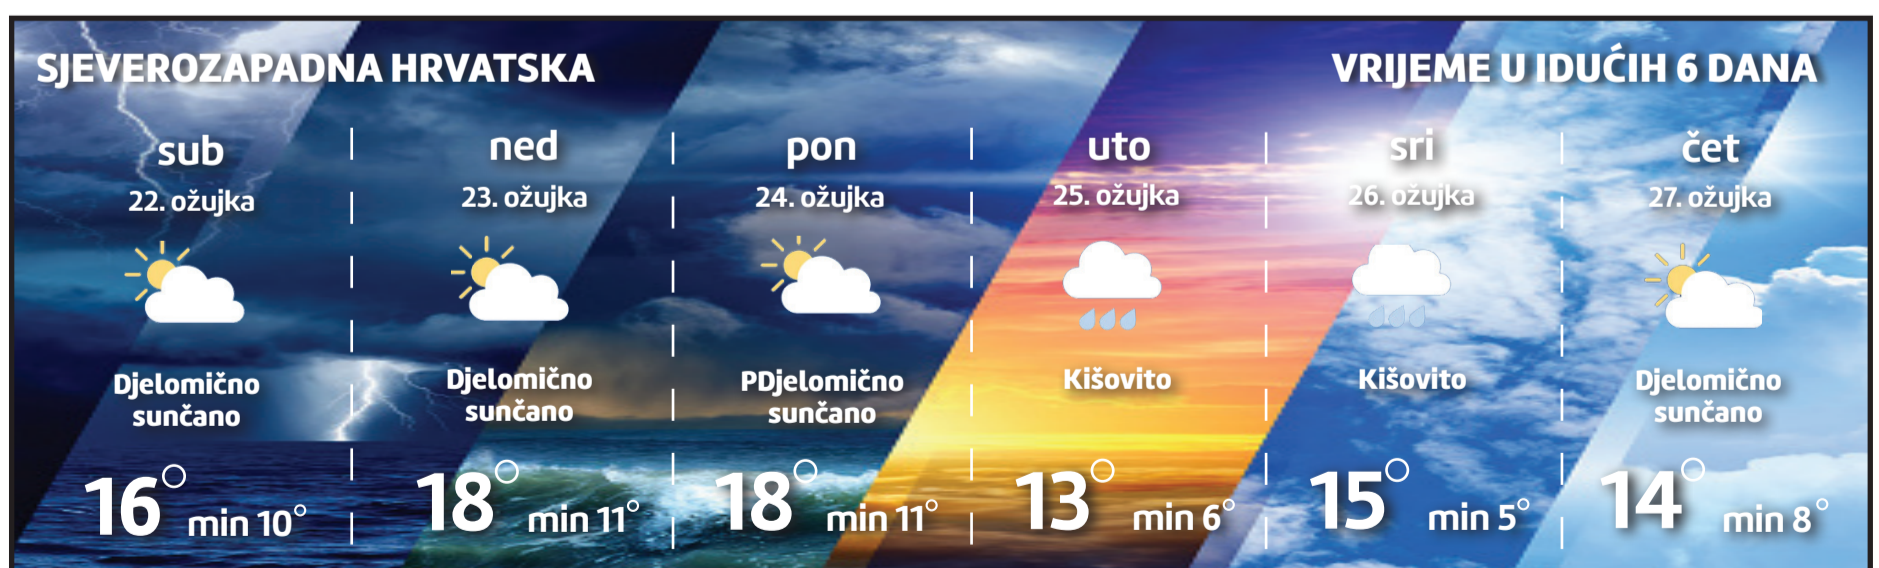 SJEVEROZAPADNA HRVATSKA
VRIJEME U IDUĆIH 6 DANA
sub
22. ožujka
Djelomično
sunčano
16° min 10°
ned
23. ožujka
Djelomično
sunčano
18° min 11°
pon
24. ožujka
PDjelomično
sunčano
18° min 11°
uto
25. ožujka
Kišovito
13° min 6°
sri
26. ožujka
Kišovito
15° min 5°
čet
27. ožujka
Djelomično
sunčano
14° min 8°